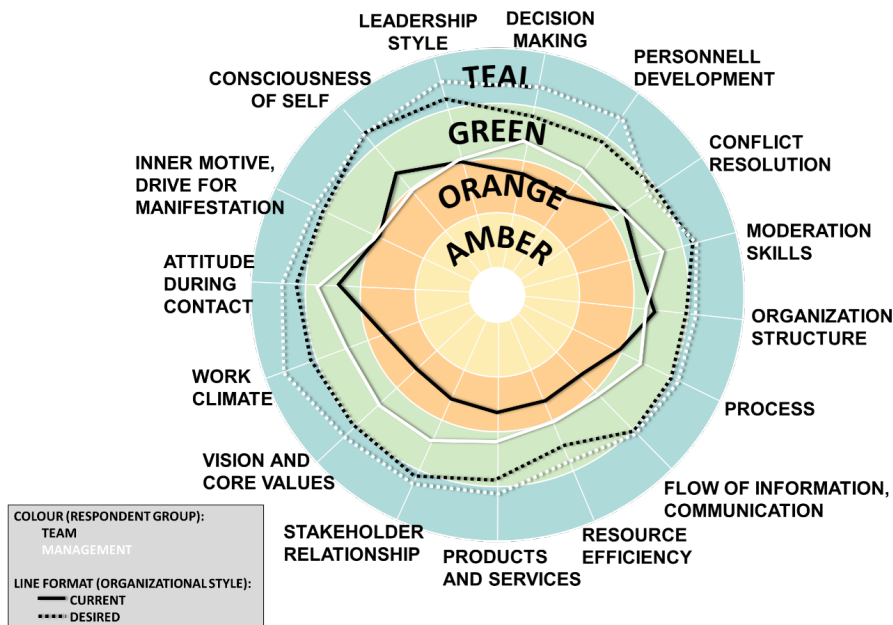 LEADERSHIP
STYLE
DECISION
MAKING
PERSONNELL
DEVELOPMENT
CONFLICT
RESOLUTION
MODERATION
SKILLS
ORGANIZATION
STRUCTURE
PROCESS
FLOW OF INFORMATION,
COMMUNICATION
RESOURCE
EFFICIENCY
PRODUCTS
AND SERVICES
STAKEHOLDER
RELATIONSHIP
VISION AND
CORE VALUES
WORK
CLIMATE
ATTITUDE
DURING
CONTACT
INNER MOTIVE,
DRIVE FOR
MANIFESTATION
CONSCIOUSNESS
OF SELF
TEAL
GREEN
ORANGE
AMBER
COLOUR (RESPONDENT GROUP):
TEAM
MANAGEMENT
LINE FORMAT (ORGANIZATIONAL STYLE):
CURRENT
DESIRED